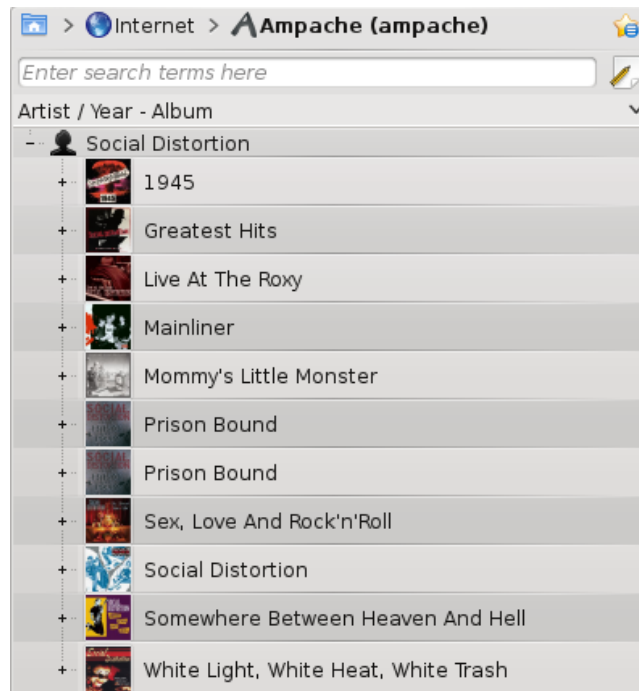 Internet > Ampache (ampache)
Enter search terms here
Artist / Year - Album
Social Distortion
1945
Greatest Hits
Live At The Roxy
Mainliner
Mommy's Little Monster
Prison Bound
Prison Bound
Sex, Love And Rock'n'Roll
Social Distortion
Somewhere Between Heaven And Hell
White Light, White Heat, White Trash